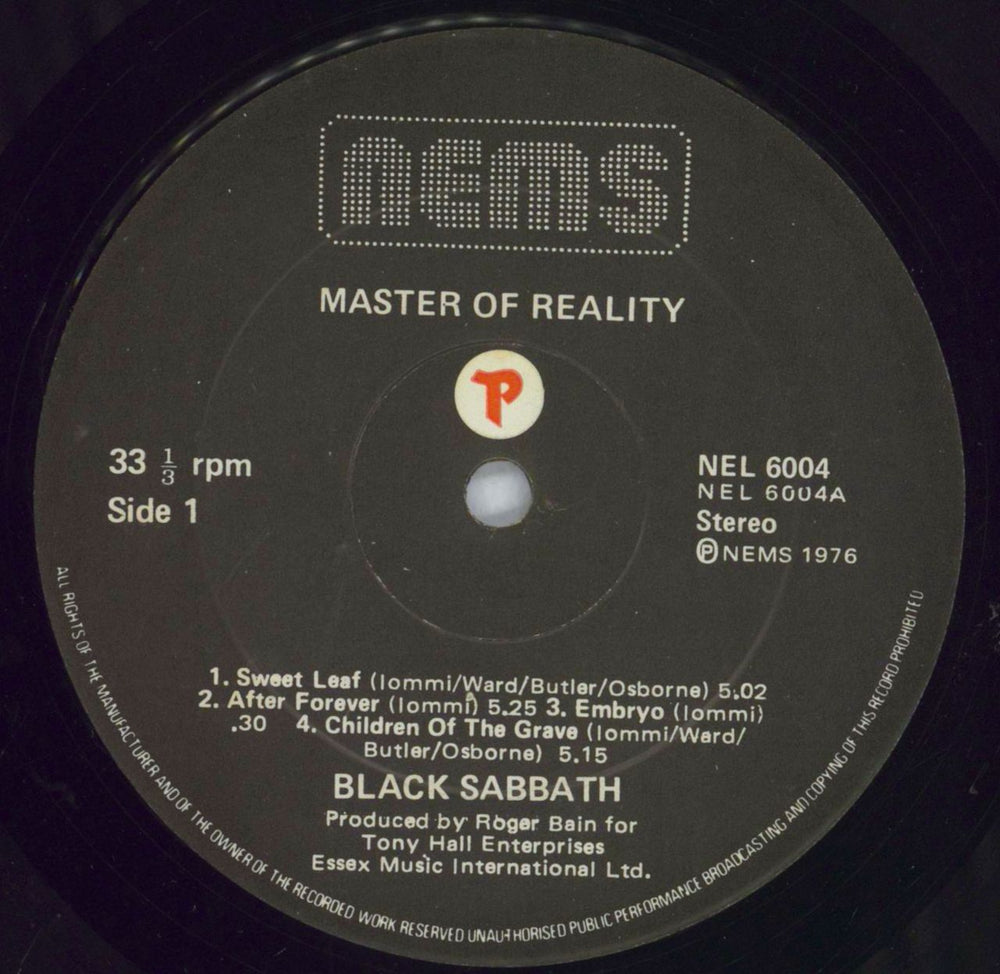 nems
MASTER OF REALITY
P
33 1/3 rpm
Side 1
NEL 6004
NEL 6004A
Stereo
ⓅNEMS 1976
1. Sweet Leaf (Iommi/Ward/Butler/Osborne) 5.02
2. After Forever (Iommi) 5.25 3. Embryo (Iommi)
.30 4. Children Of The Grave (Iommi/Ward/
Butler/Osborne) 5.15
BLACK SABBATH
Produced by Roger Bain for
Tony Hall Enterprises
Essex Music International Ltd.
ALL RIGHTS OF THE MANUFACTURER AND OF THE OWNER OF THE RECORDED WORK RESERVED UNAUTHORISED PUBLIC PERFORMANCE BROADCASTING AND COPYING OF THIS RECORD PROHIBITED